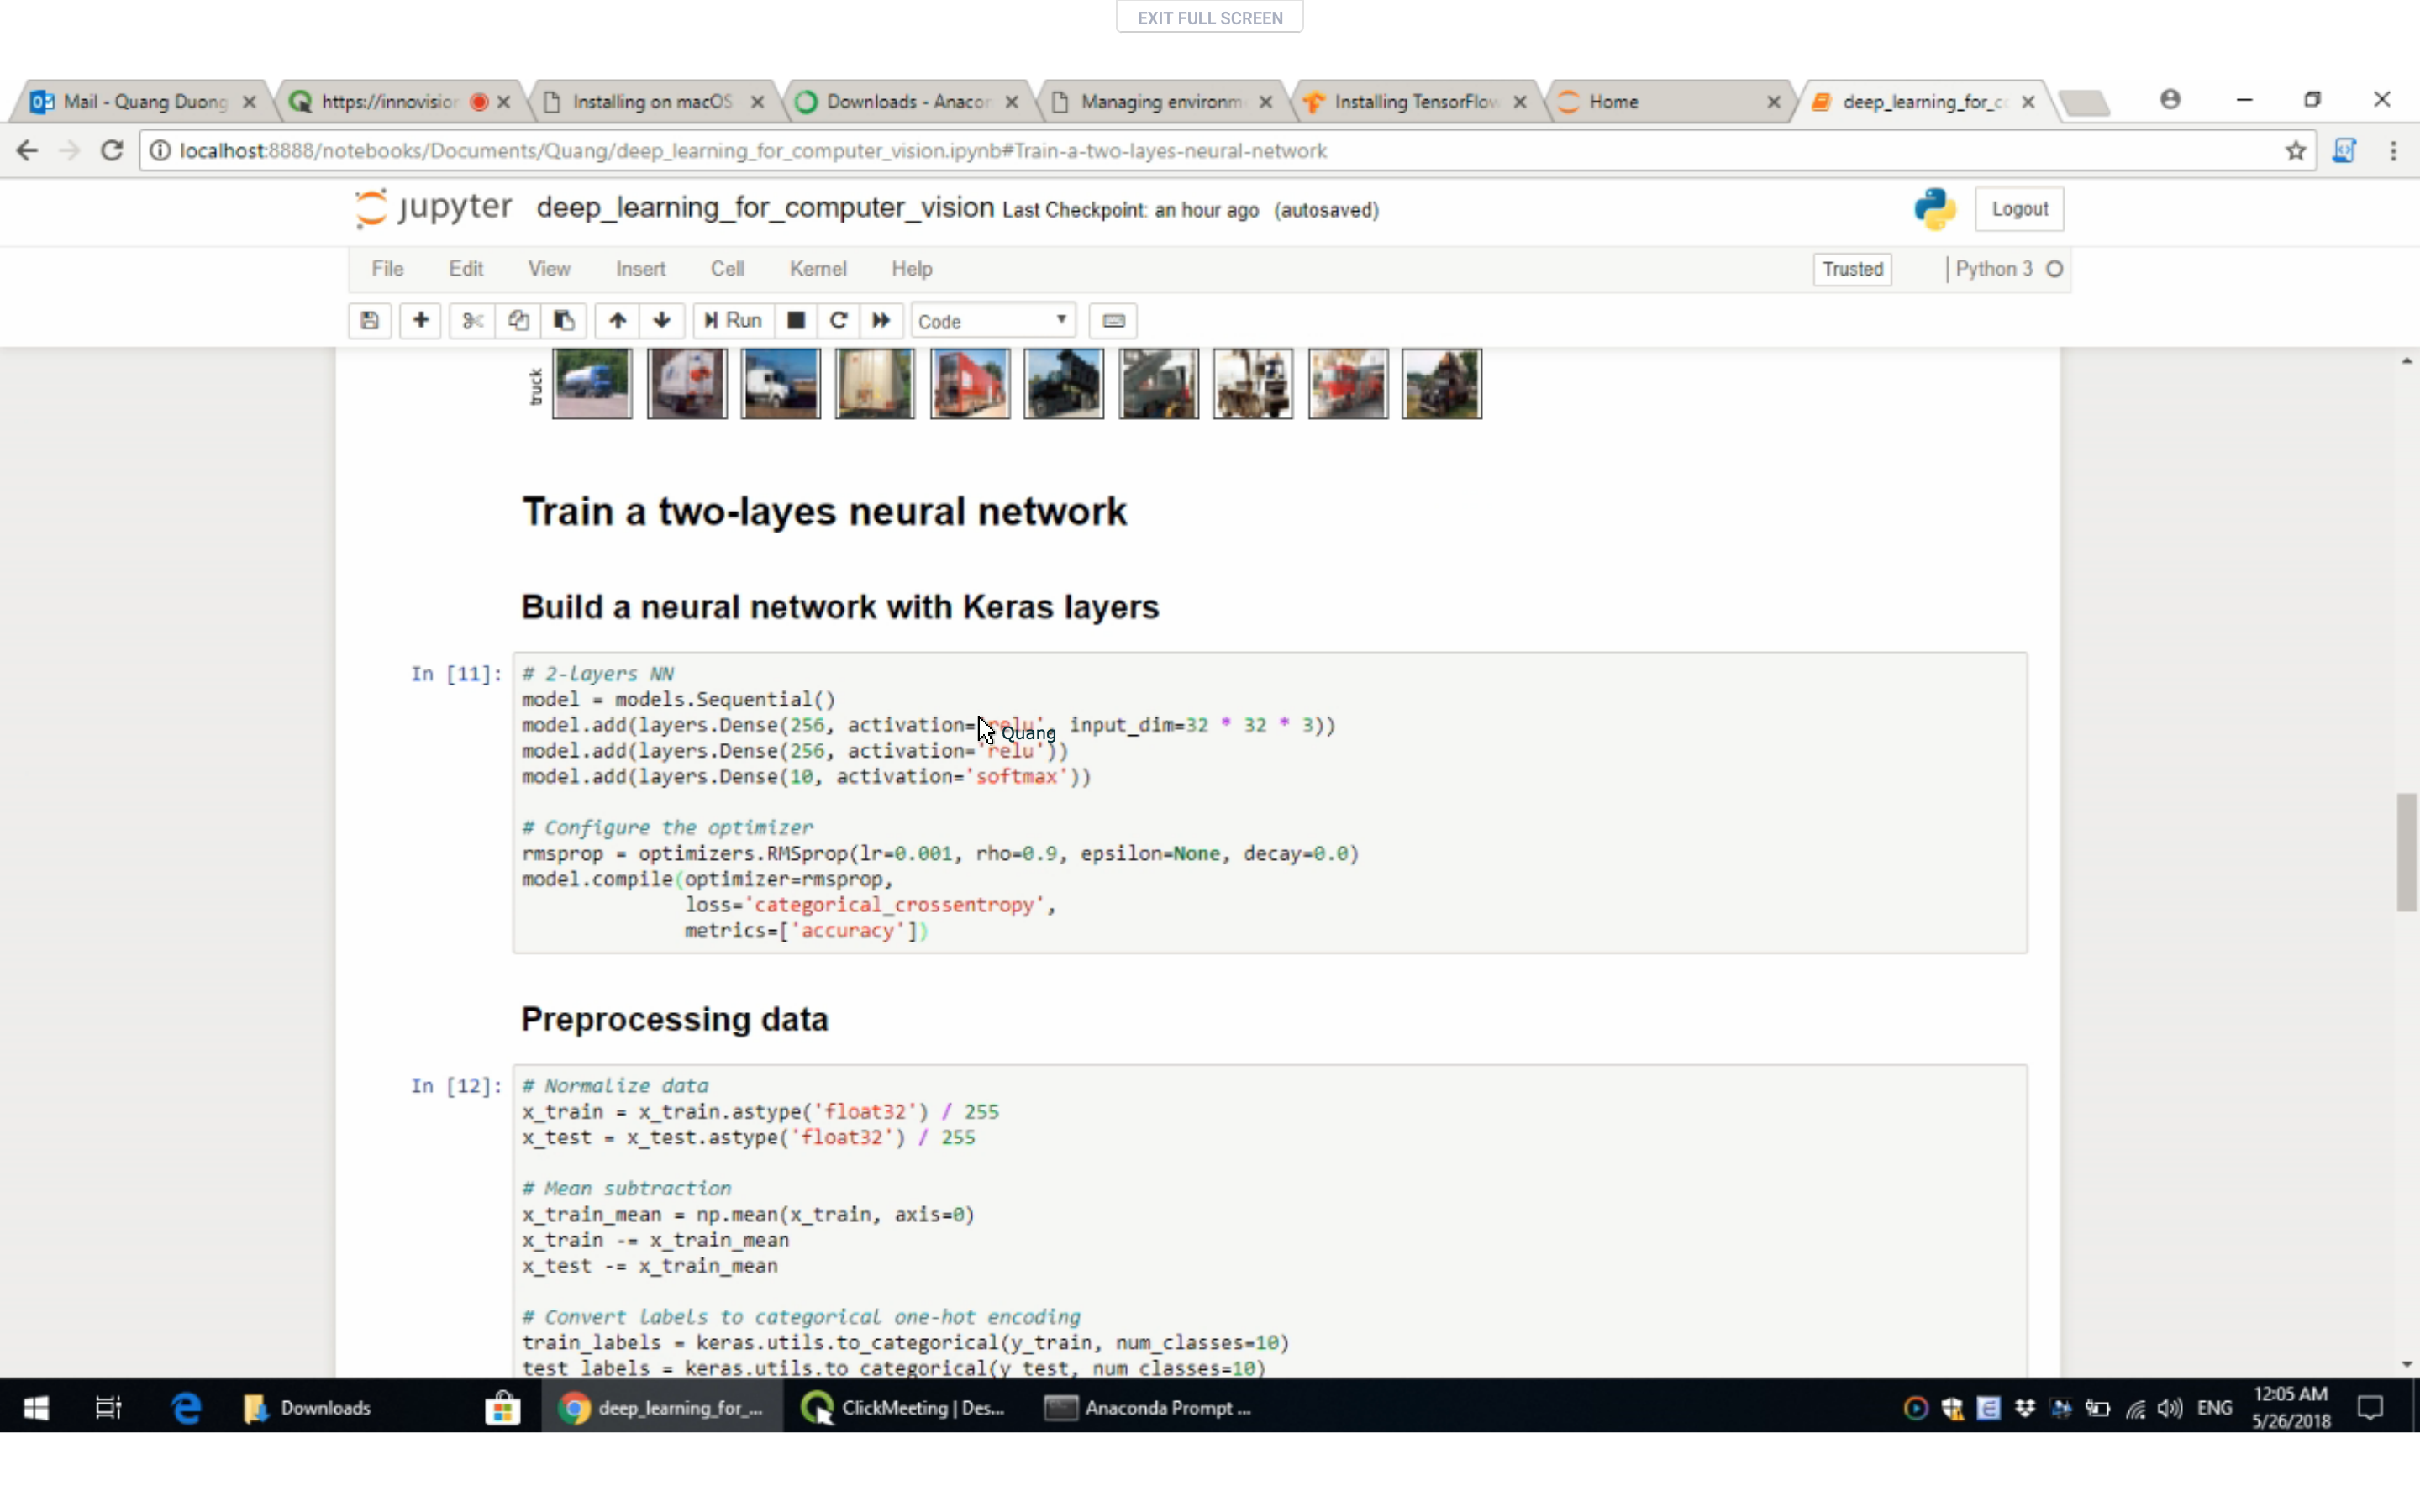 EXIT FULL SCREEN
Mail - Quang Duong
https://innovision
Installing on macOS
Downloads - Anacon
Managing environm
Installing TensorFlow
Home
deep_learning_for_c
localhost:8888/notebooks/Documents/Quang/deep_learning_for_computer_vision.ipynb#Train-a-two-layes-neural-network
jupyter deep_learning_for_computer_vision Last Checkpoint: an hour ago (autosaved)
Logout
File Edit View Insert Cell Kernel Help
Trusted
Python 3
Run
Code
truck
Train a two-layes neural network
Build a neural network with Keras layers
In [11]:
# 2-layers NN
model = models.Sequential()
model.add(layers.Dense(256, activation='relu', input_dim=32 * 32 * 3))
Quang
model.add(layers.Dense(256, activation='relu'))
model.add(layers.Dense(10, activation='softmax'))
# Configure the optimizer
rmsprop = optimizers.RMSprop(lr=0.001, rho=0.9, epsilon=None, decay=0.0)
model.compile(optimizer=rmsprop,
loss='categorical_crossentropy',
metrics=['accuracy'])
Preprocessing data
In [12]:
# Normalize data
x_train = x_train.astype('float32') / 255
x_test = x_test.astype('float32') / 255
# Mean subtraction
x_train_mean = np.mean(x_train, axis=0)
x_train -= x_train_mean
x_test -= x_train_mean
# Convert labels to categorical one-hot encoding
train_labels = keras.utils.to_categorical(y_train, num_classes=10)
test_labels = keras.utils.to_categorical(y_test, num_classes=10)
Downloads
deep_learning_for_...
ClickMeeting | Des...
Anaconda Prompt ...
ENG
12:05 AM
5/26/2018